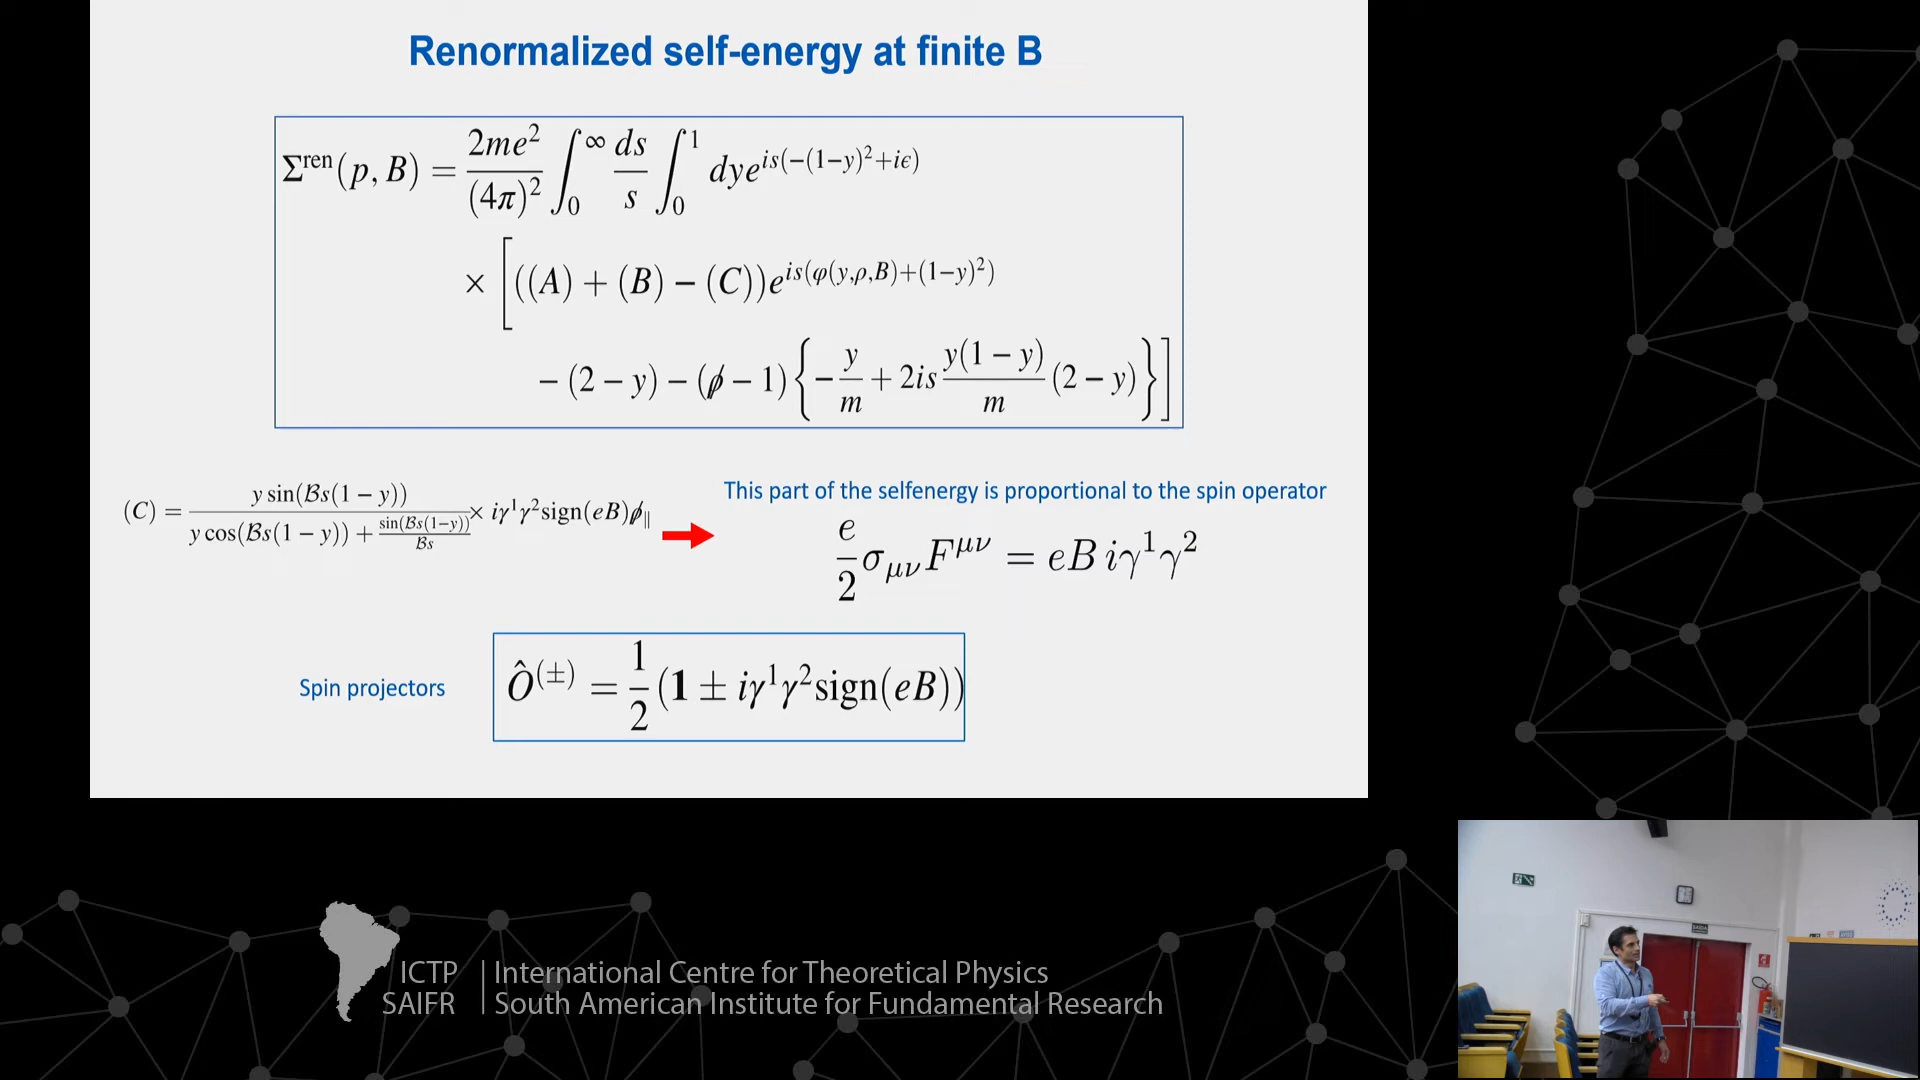 Renormalized self-energy at finite B
Σ^ren(p, B) = 2me²/(4π)² ∫₀^∞ ds/s ∫₀¹ dy e^{is(−(1−y)²+iϵ)}
× [((A) + (B) − (C))e^{is(φ(y,ρ,B)+(1−y)²)}
− (2 − y) − (ρ̸ − 1){−y/m + 2is y(1 − y)/m (2 − y)}]
(C) = y sin(ℬs(1 − y)) / (y cos(ℬs(1 − y)) + sin(ℬs(1−y))/ℬs) × iγ¹γ²sign(eB)ρ̸_∥
This part of the selfenergy is proportional to the spin operator
e/2 σ_μν F^μν = eB iγ¹γ²
Spin projectors
Ô^(±) = 1/2 (1 ± iγ¹γ²sign(eB))
ICTP | International Centre for Theoretical Physics
SAIFR | South American Institute for Fundamental Research